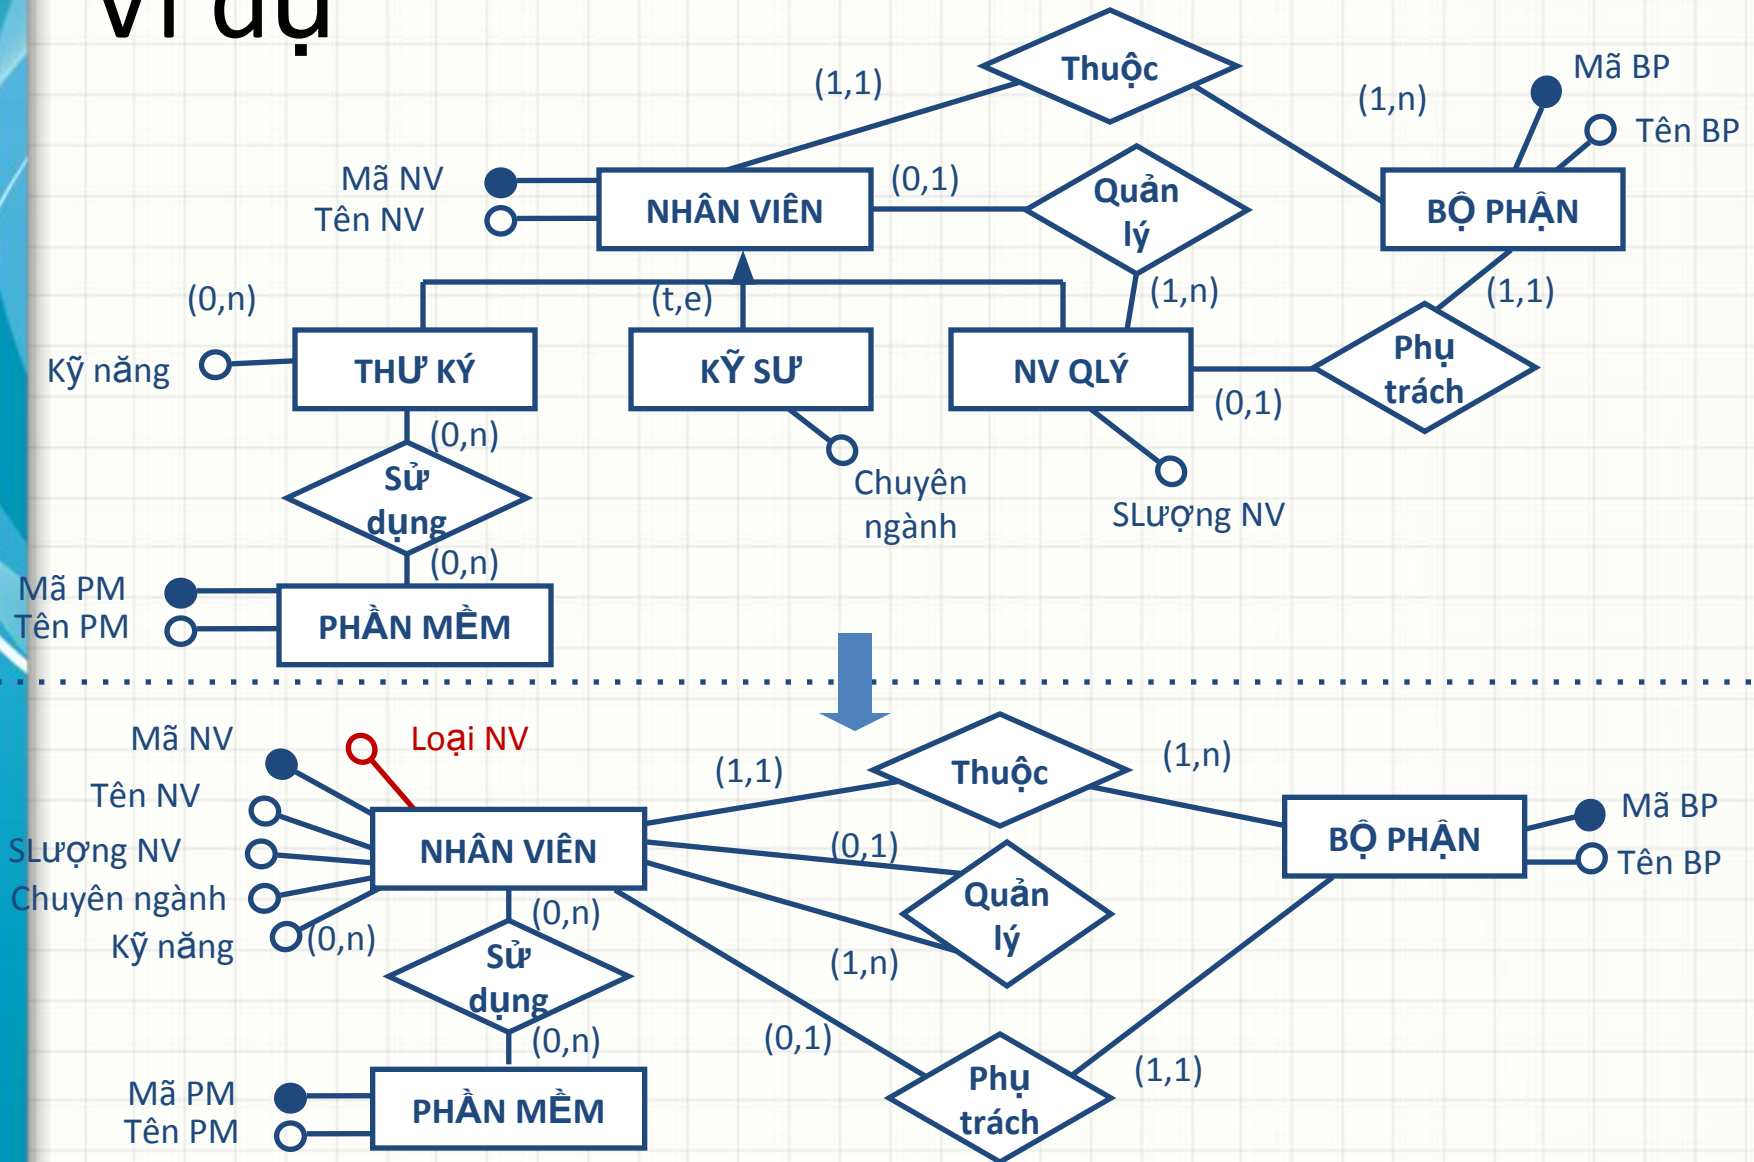 Ví dụ
Thuộc
Mã BP
(1,1)
(1,n)
Tên BP
Mã NV
(0,1)
Quản
lý
Tên NV
NHÂN VIÊN
BỘ PHẬN
(0,n)
(t,e)
(1,n)
(1,1)
Kỹ năng
THƯ KÝ
KỸ SƯ
NV QLÝ
Phụ
trách
(0,1)
(0,n)
Sử
dụng
Chuyên
ngành
SLượng NV
(0,n)
Mã PM
Tên PM
PHẦN MỀM
Mã NV
Loại NV
(1,1)
Thuộc
(1,n)
Tên NV
Mã BP
SLượng NV
NHÂN VIÊN
(0,1)
BỘ PHẬN
Tên BP
Chuyên ngành
Quản
lý
Kỹ năng
(0,n)
(0,n)
Sử
dụng
(1,n)
(0,n)
(0,1)
(1,1)
Phụ
trách
Mã PM
Tên PM
PHẦN MỀM